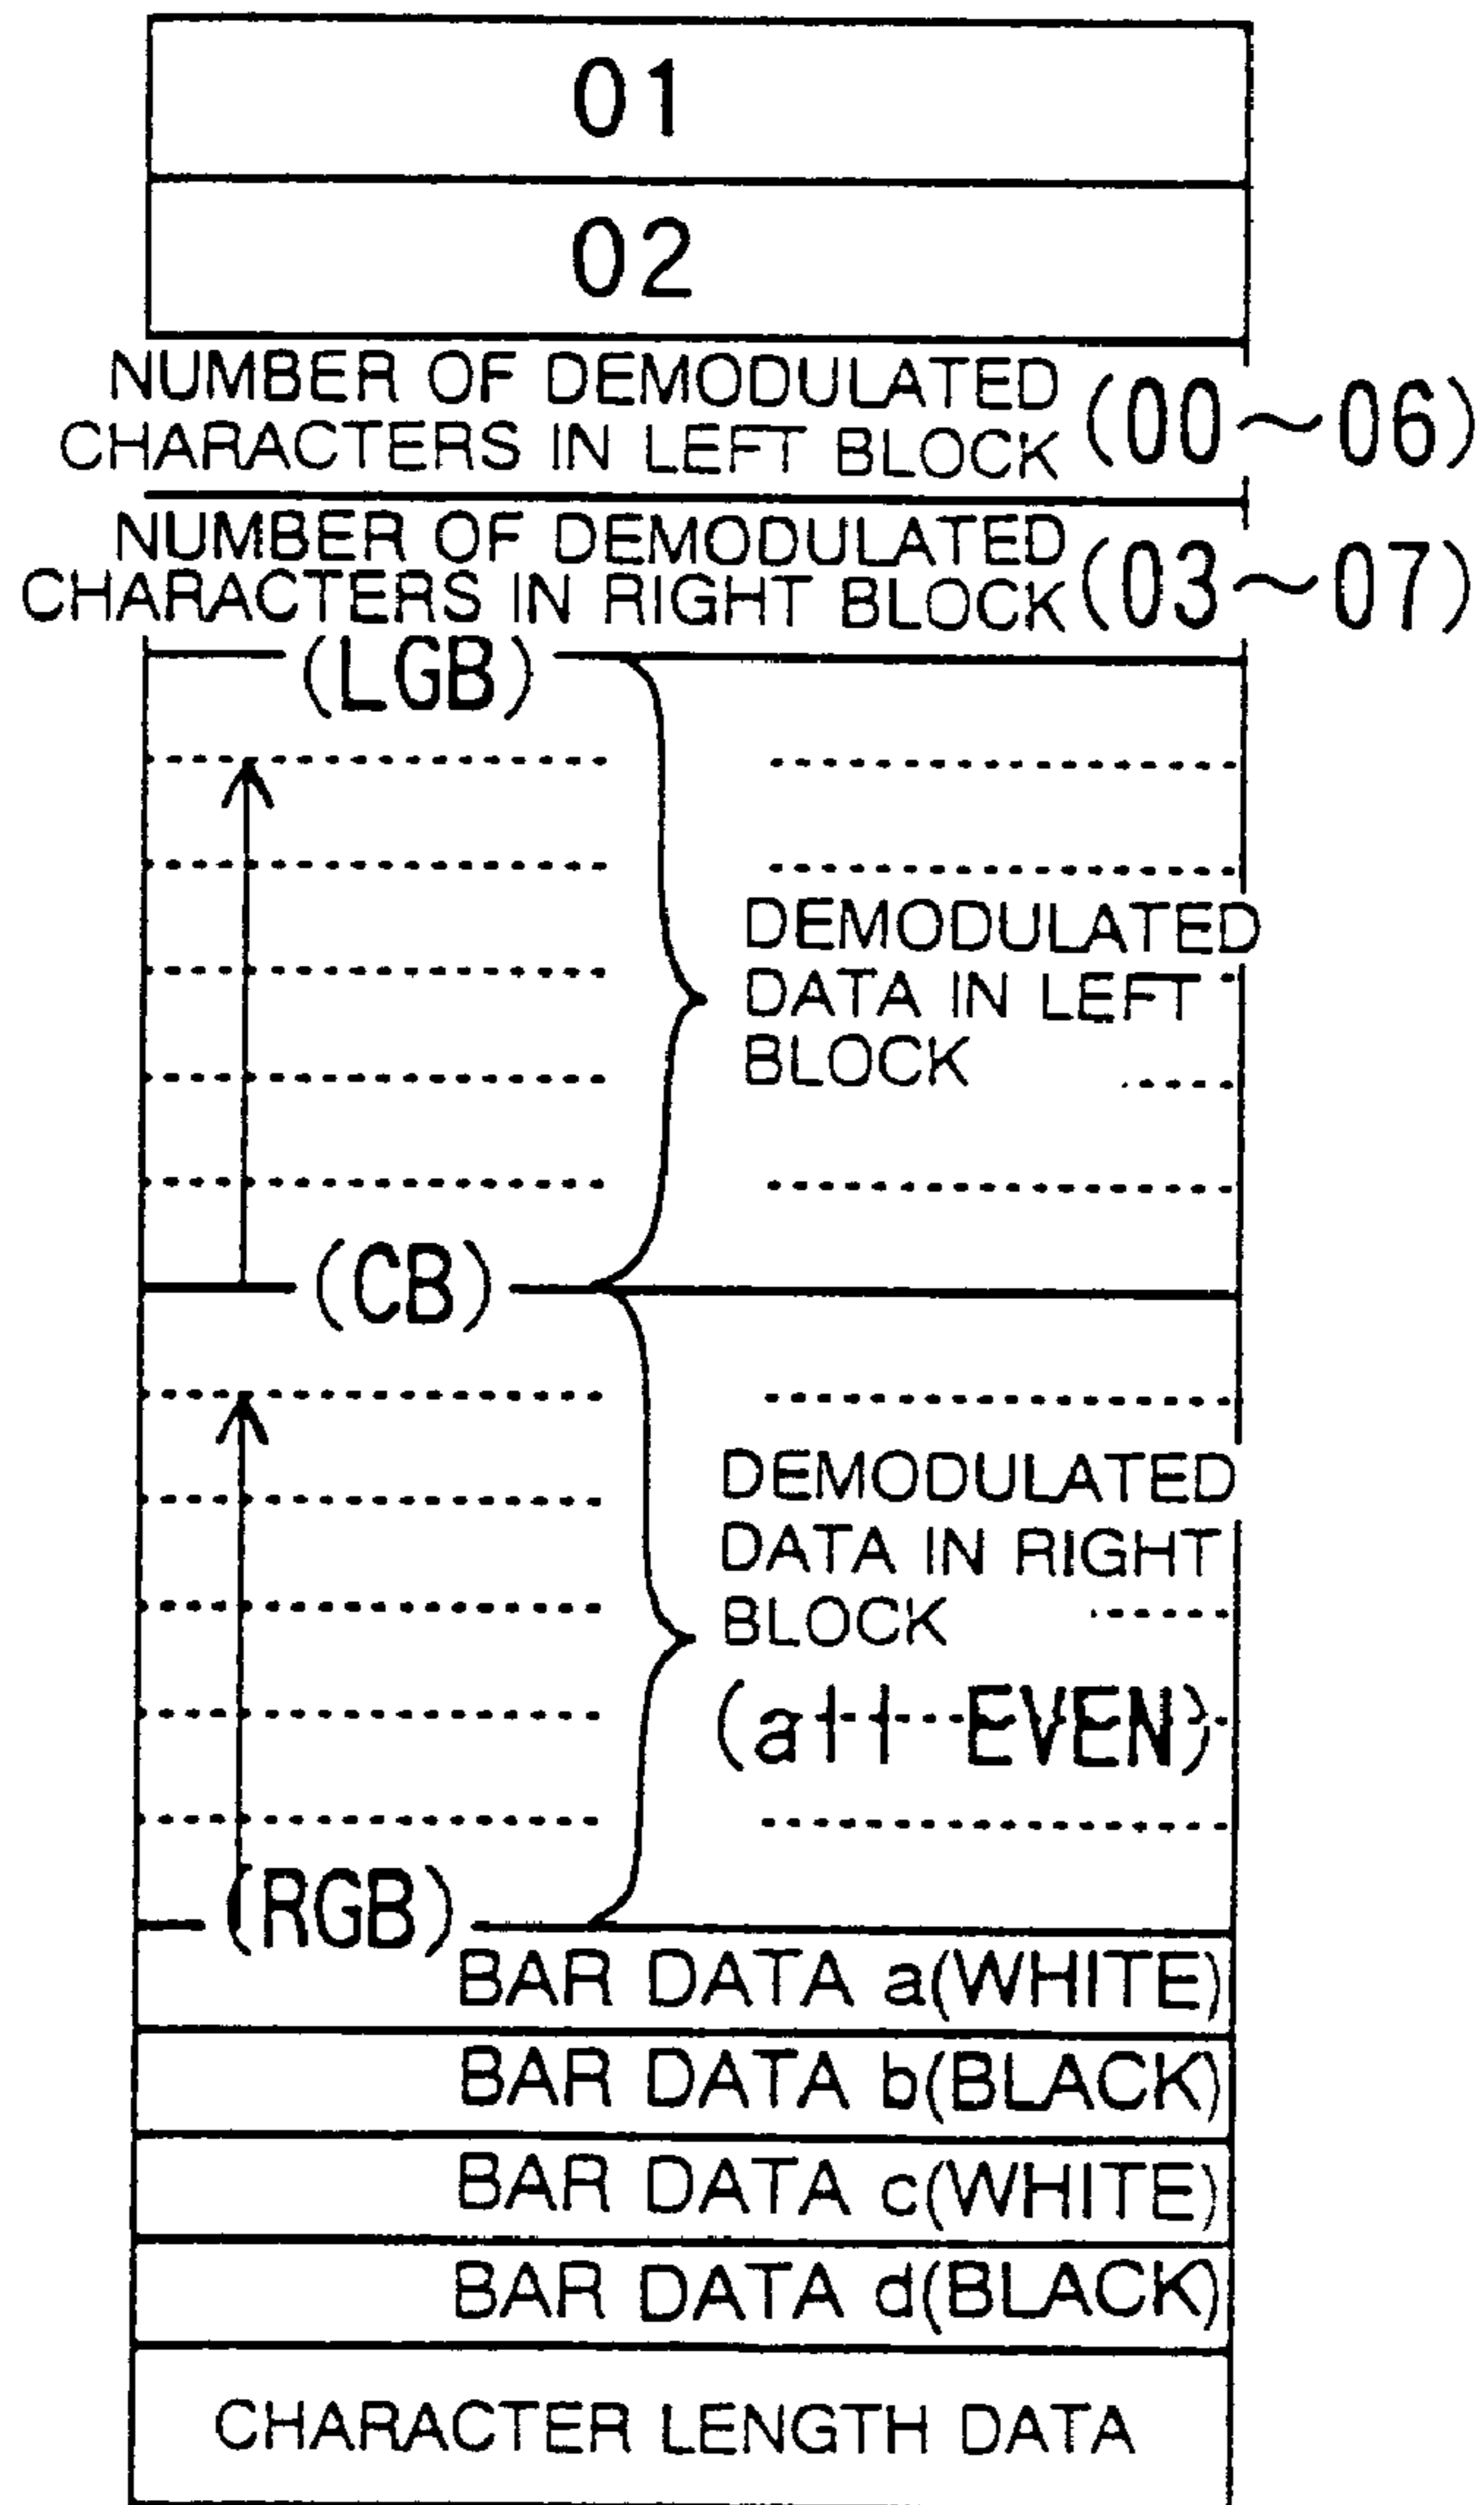 01
02
NUMBER OF DEMODULATED
CHARACTERS IN LEFT BLOCK (00~06)
NUMBER OF DEMODULATED
CHARACTERS IN RIGHT BLOCK (03~07)
(LGB)
DEMODULATED
DATA IN LEFT
BLOCK
(CB)
DEMODULATED
DATA IN RIGHT
BLOCK
(all EVEN)
(RGB)
BAR DATA a(WHITE)
BAR DATA b(BLACK)
BAR DATA c(WHITE)
BAR DATA d(BLACK)
CHARACTER LENGTH DATA